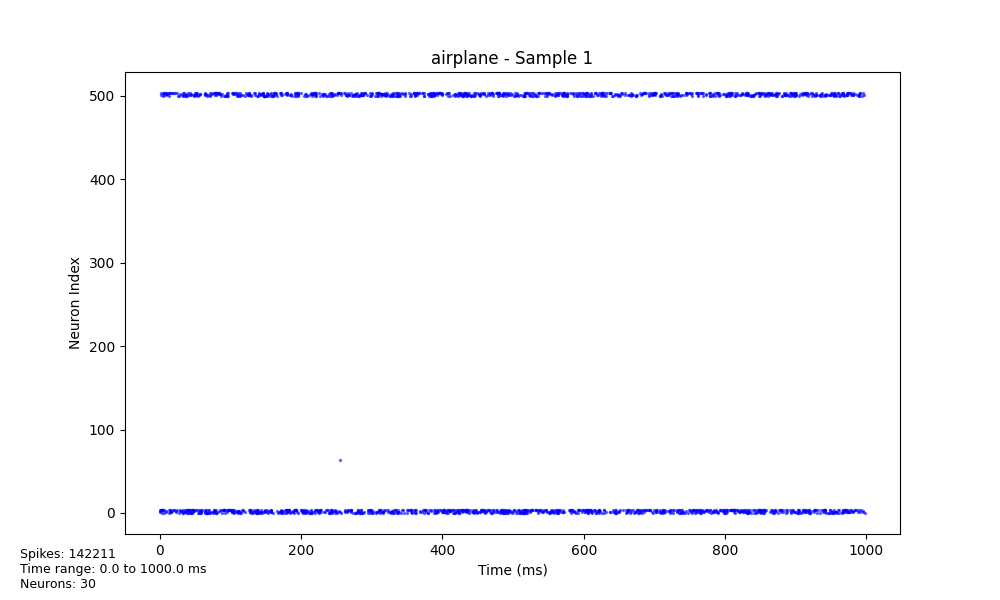 airplane - Sample 1
500
400
300
200
100
0
Neuron Index
0 200 400 600 800 1000
Time (ms)
Spikes: 142211
Time range: 0.0 to 1000.0 ms
Neurons: 30